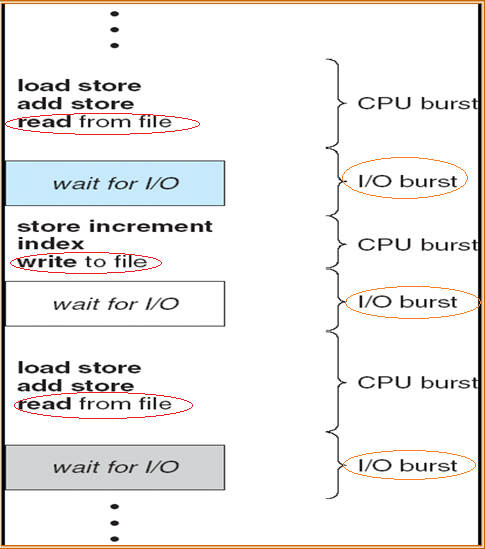 load store
add store
read from file
CPU burst
wait for I/O
I/O burst
store increment
index
write to file
CPU burst
wait for I/O
I/O burst
load store
add store
read from file
CPU burst
wait for I/O
I/O burst